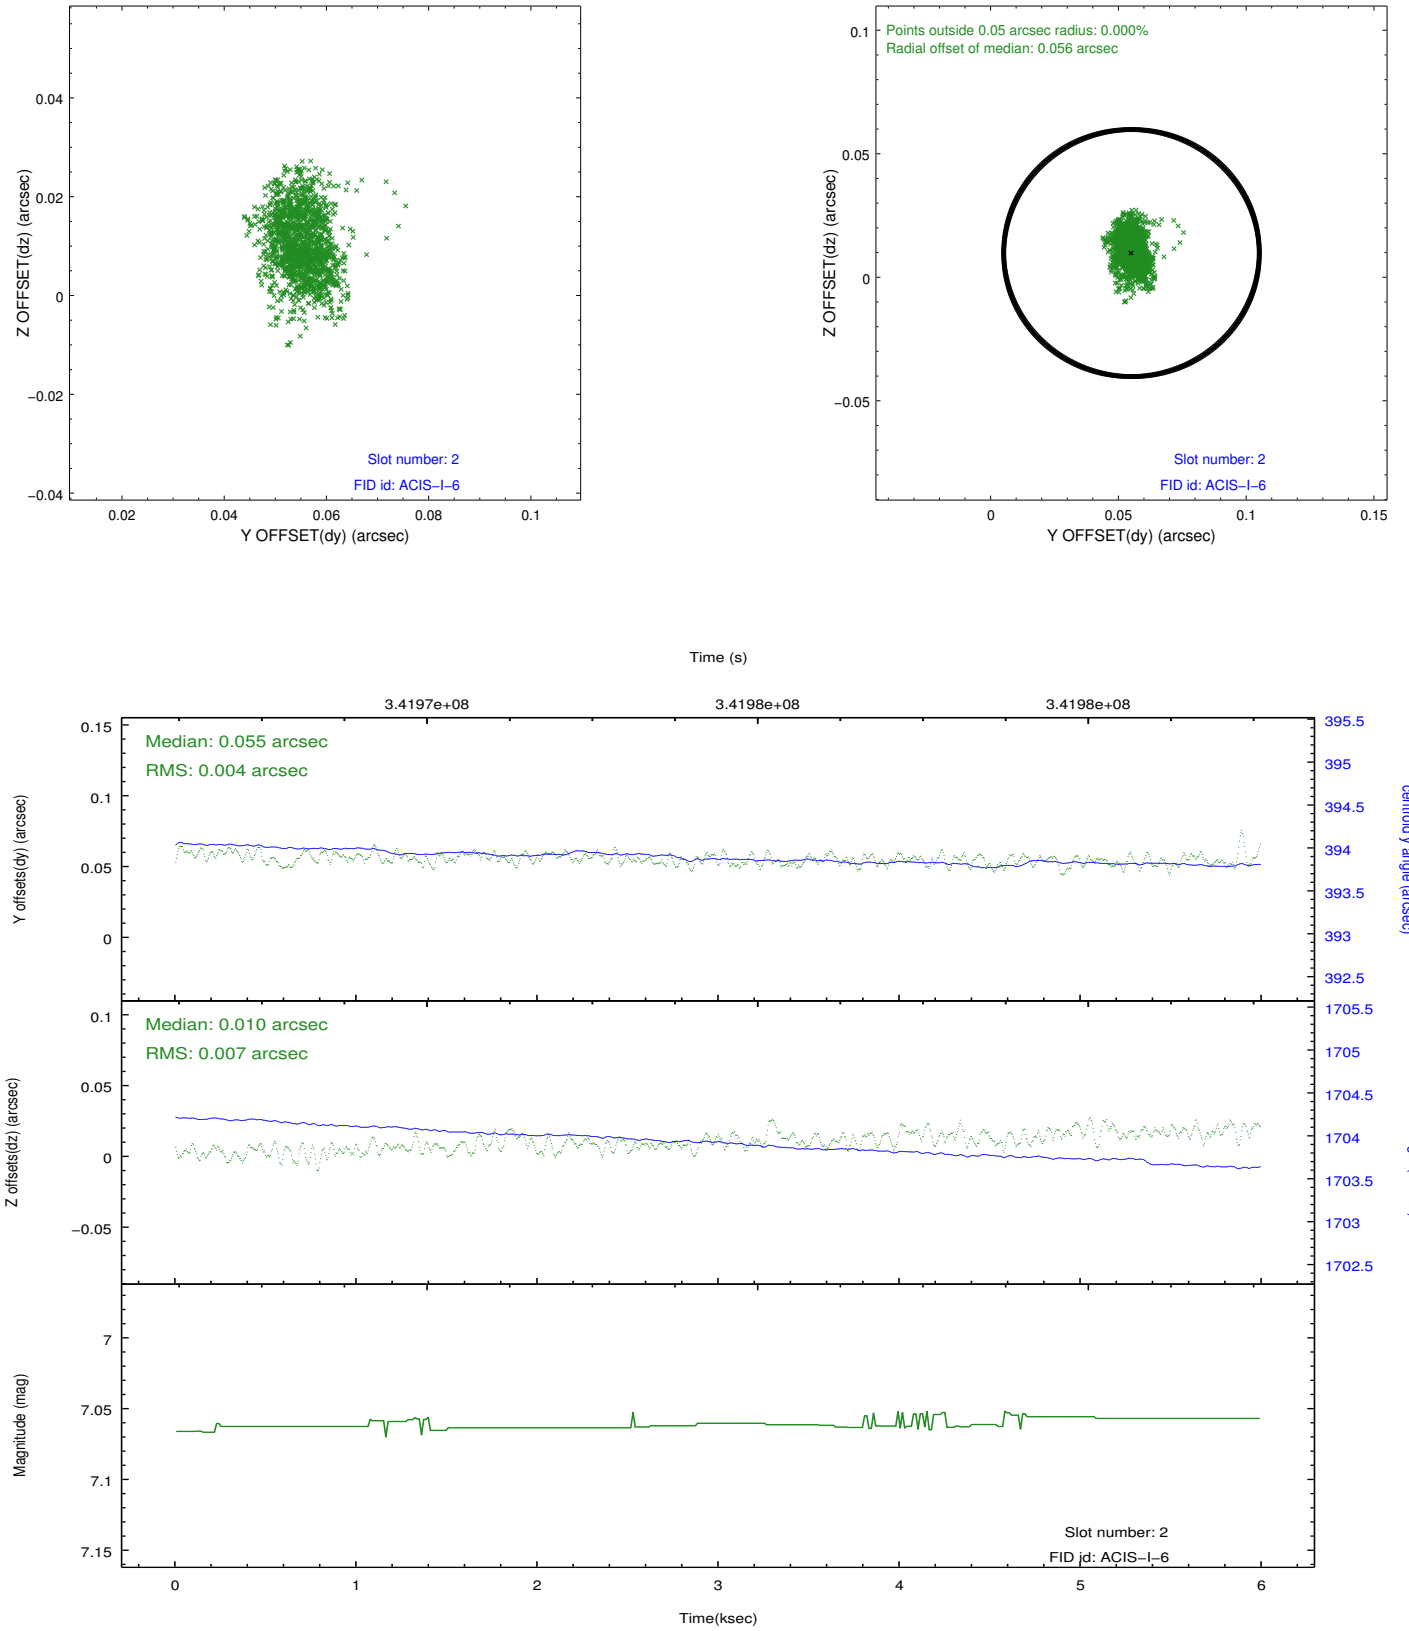 0.04
0.02
0
−0.02
−0.04
Z OFFSET(dz) (arcsec)
Slot number: 2
FID id: ACIS−I−6
0.02
0.04
0.06
0.08
0.1
Y OFFSET(dy) (arcsec)
Points outside 0.05 arcsec radius: 0.000%
Radial offset of median: 0.056 arcsec
0.1
0.05
0
−0.05
Z OFFSET(dz) (arcsec)
Slot number: 2
FID id: ACIS−I−6
0
0.05
0.1
0.15
Y OFFSET(dy) (arcsec)
Time (s)
3.4197e+08
3.4198e+08
3.4198e+08
Median: 0.055 arcsec
RMS: 0.004 arcsec
0.15
0.1
0.05
0
Y offsets(dy) (arcsec)
395.5
395
394.5
394
393.5
393
392.5
centroid y angle (arcsec)
Median: 0.010 arcsec
RMS: 0.007 arcsec
0.1
0.05
0
−0.05
Z offsets(dz) (arcsec)
1705.5
1705
1704.5
1704
1703.5
1703
1702.5
7
7.05
7.1
7.15
Magnitude (mag)
Slot number: 2
FID id: ACIS−I−6
0
1
2
3
4
5
6
Time(ksec)